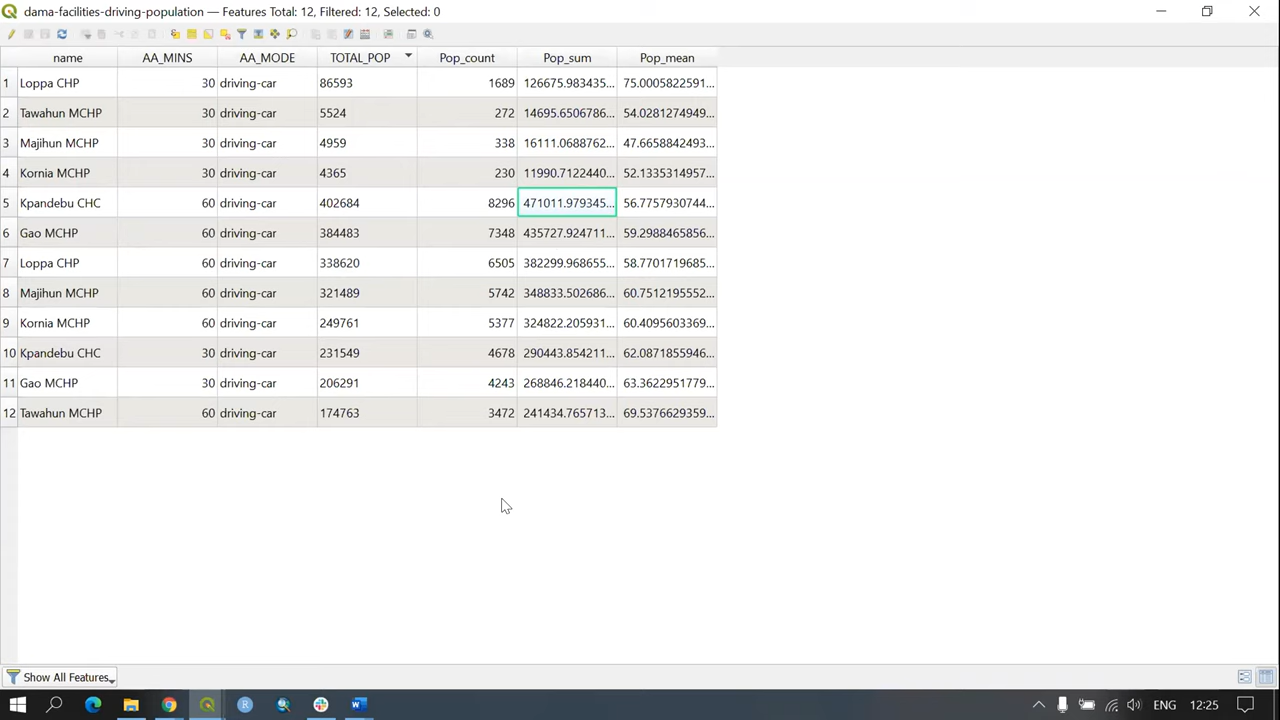 dama-facilities-driving-population — Features Total: 12, Filtered: 12, Selected: 0
name AA_MINS AA_MODE TOTAL_POP Pop_count Pop_sum Pop_mean
1 Loppa CHP 30 driving-car 86593 1689 126675.983435... 75.0005822591...
2 Tawahun MCHP 30 driving-car 5524 272 14695.6506786... 54.0281274949...
3 Majihun MCHP 30 driving-car 4959 338 16111.0688762... 47.6658842493...
4 Kornia MCHP 30 driving-car 4365 230 11990.7122440... 52.1335314957...
5 Kpandebu CHC 60 driving-car 402684 8296 471011.979345... 56.7757930744...
6 Gao MCHP 60 driving-car 384483 7348 435727.924711... 59.2988465856...
7 Loppa CHP 60 driving-car 338620 6505 382299.968655... 58.7701719685...
8 Majihun MCHP 60 driving-car 321489 5742 348833.502686... 60.7512195552...
9 Kornia MCHP 60 driving-car 249761 5377 324822.205931... 60.4095603369...
10 Kpandebu CHC 30 driving-car 231549 4678 290443.854211... 62.0871855946...
11 Gao MCHP 30 driving-car 206291 4243 268846.218440... 63.3622951779...
12 Tawahun MCHP 60 driving-car 174763 3472 241434.765713... 69.5376629359...
Show All Features
ENG 12:25